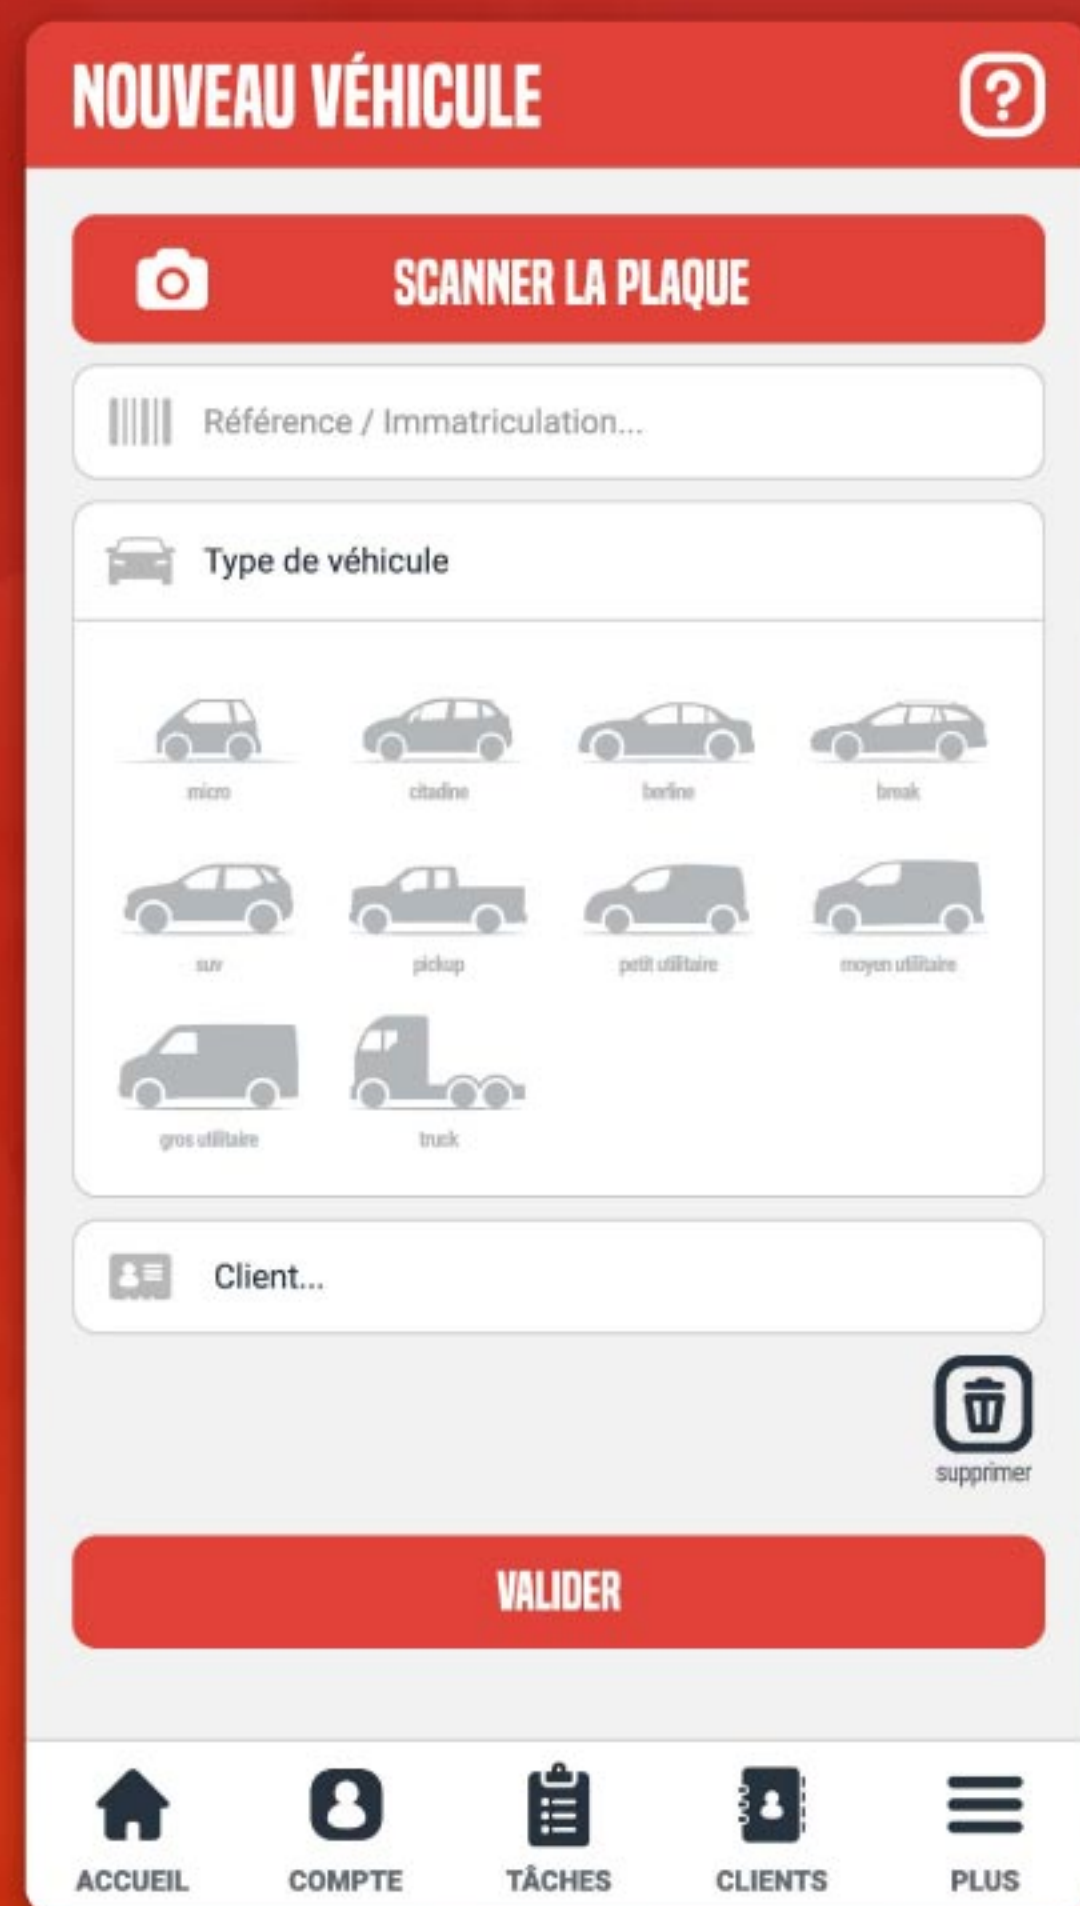 NOUVEAU VÉHICULE
SCANNER LA PLAQUE
Référence / Immatriculation...
Type de véhicule
micro citadine berline break
suv pickup petit utilitaire moyen utilitaire
gros utilitaire truck
Client...
supprimer
VALIDER
ACCUEIL COMPTE TÂCHES CLIENTS PLUS